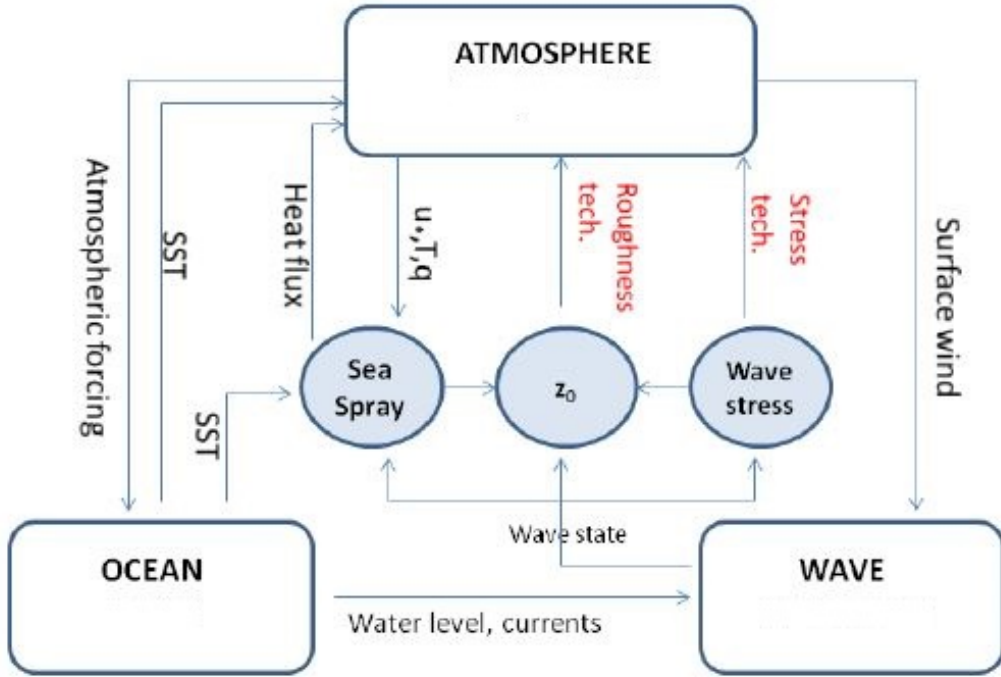 ATMOSPHERE
Atmospheric forcing
SST
Heat flux
u*,T,q
Roughness
tech.
Stress
tech.
Surface wind
Sea
Spray
z₀
Wave
stress
SST
Wave state
OCEAN
WAVE
Water level, currents